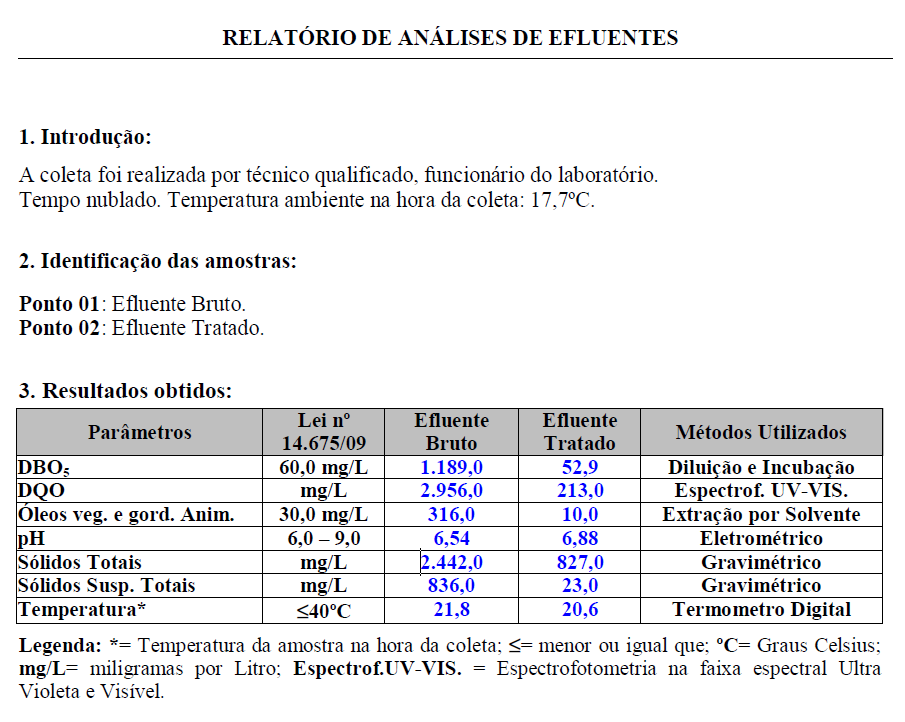 RELATÓRIO DE ANÁLISES DE EFLUENTES
1. Introdução:
A coleta foi realizada por técnico qualificado, funcionário do laboratório.
Tempo nublado. Temperatura ambiente na hora da coleta: 17,7ºC.
2. Identificação das amostras:
Ponto 01: Efluente Bruto.
Ponto 02: Efluente Tratado.
3. Resultados obtidos:
Parâmetros | Lei nº 14.675/09 | Efluente Bruto | Efluente Tratado | Métodos Utilizados
DBO₅ | 60,0 mg/L | 1.189,0 | 52,9 | Diluição e Incubação
DQO | mg/L | 2.956,0 | 213,0 | Espectrof. UV-VIS.
Óleos veg. e gord. Anim. | 30,0 mg/L | 316,0 | 10,0 | Extração por Solvente
pH | 6,0 – 9,0 | 6,54 | 6,88 | Eletrométrico
Sólidos Totais | mg/L | 2.442,0 | 827,0 | Gravimétrico
Sólidos Susp. Totais | mg/L | 836,0 | 23,0 | Gravimétrico
Temperatura* | ≤40ºC | 21,8 | 20,6 | Termometro Digital
Legenda: *= Temperatura da amostra na hora da coleta; ≤= menor ou igual que; ºC= Graus Celsius;
mg/L= miligramas por Litro; Espectrof.UV-VIS. = Espectrofotometria na faixa espectral Ultra
Violeta e Visível.